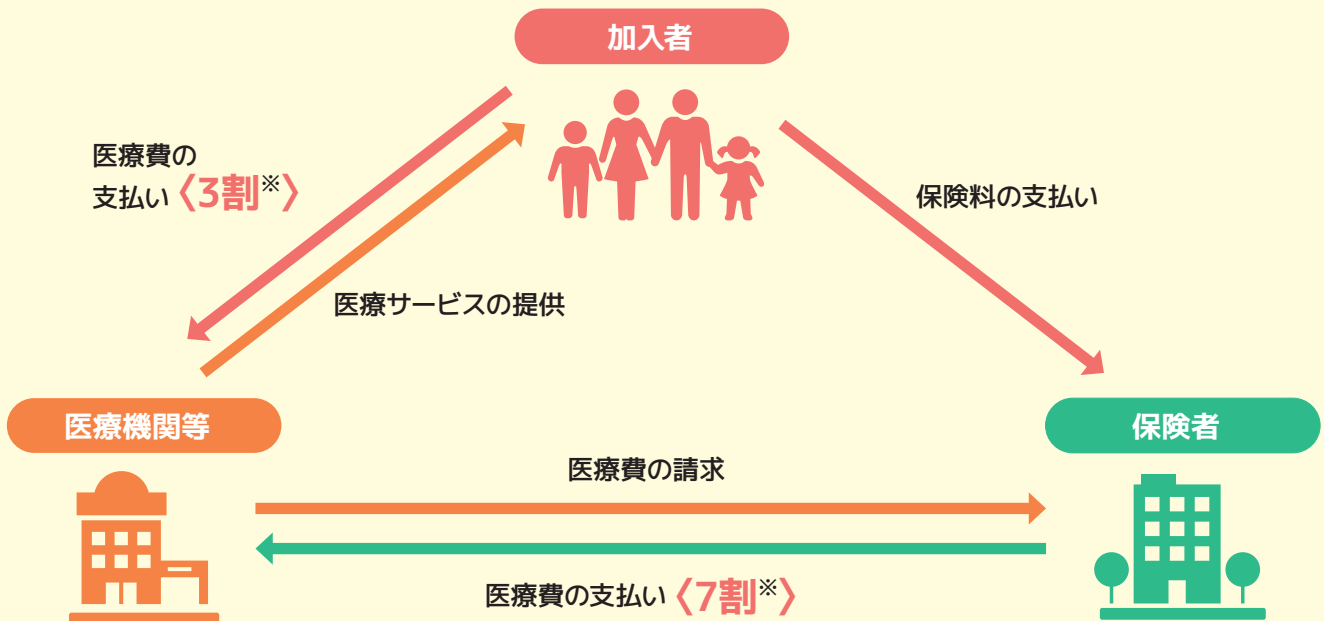 加入者
医療費の
支払い〈3割※〉
保険料の支払い
医療サービスの提供
医療機関等
保険者
医療費の請求
医療費の支払い〈7割※〉